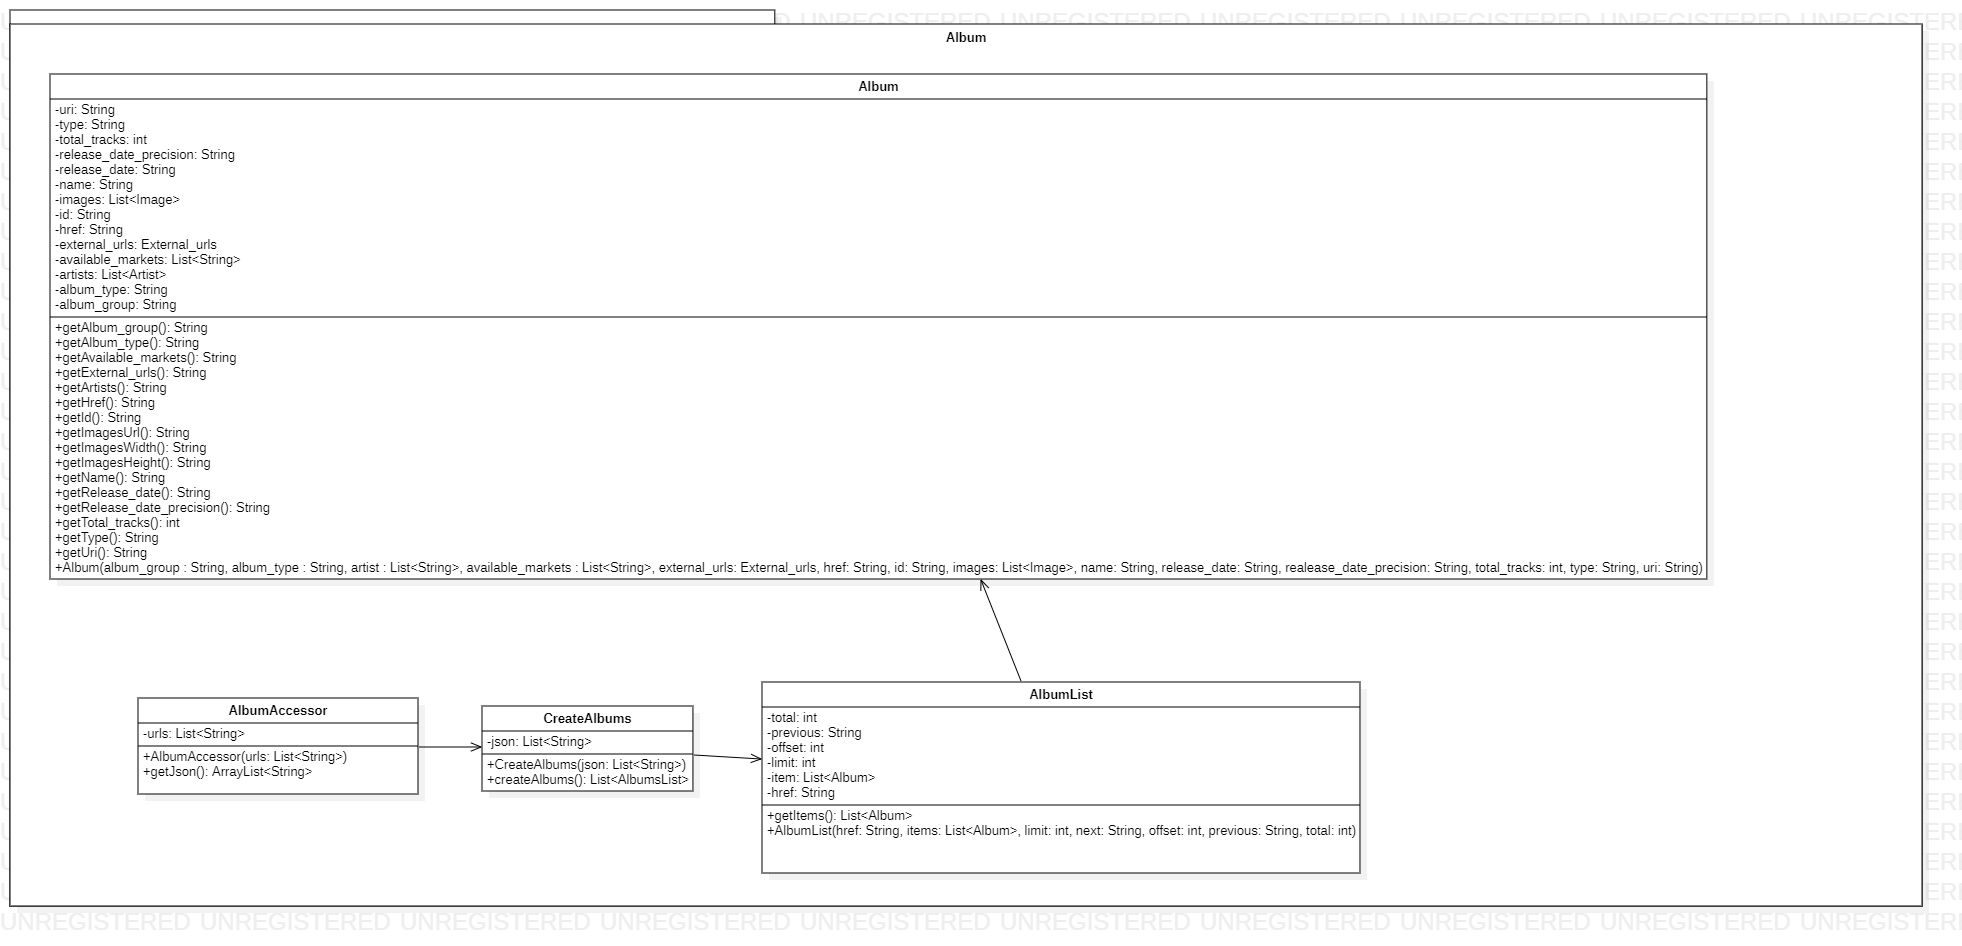 Album
Album
-uri: String
-type: String
-total_tracks: int
-release_date_precision: String
-release_date: String
-name: String
-images: List<Image>
-id: String
-href: String
-external_urls: External_urls
-available_markets: List<String>
-artists: List<Artist>
-album_type: String
-album_group: String
+getAlbum_group(): String
+getAlbum_type(): String
+getAvailable_markets(): String
+getExternal_urls(): String
+getArtists(): String
+getHref(): String
+getId(): String
+getImagesUrl(): String
+getImagesWidth(): String
+getImagesHeight(): String
+getName(): String
+getRelease_date(): String
+getRelease_date_precision(): String
+getTotal_tracks(): int
+getType(): String
+getUri(): String
+Album(album_group : String, album_type : String, artist : List<String>, available_markets : List<String>, external_urls: External_urls, href: String, id: String, images: List<Image>, name: String, release_date: String, realease_date_precision: String, total_tracks: int, type: String, uri: String)
AlbumAccessor
-urls: List<String>
+AlbumAccessor(urls: List<String>)
+getJson(): ArrayList<String>
CreateAlbums
-json: List<String>
+CreateAlbums(json: List<String>)
+createAlbums(): List<AlbumsList>
AlbumList
-total: int
-previous: String
-offset: int
-limit: int
-item: List<Album>
-href: String
+getItems(): List<Album>
+AlbumList(href: String, items: List<Album>, limit: int, next: String, offset: int, previous: String, total: int)
UNREGISTERED UNREGISTERED UNREGISTERED UNREGISTERED UNREGISTERED UNREGISTERED UNREGISTERED UNREGISTERED UNREGISTERED UNREGISTERI